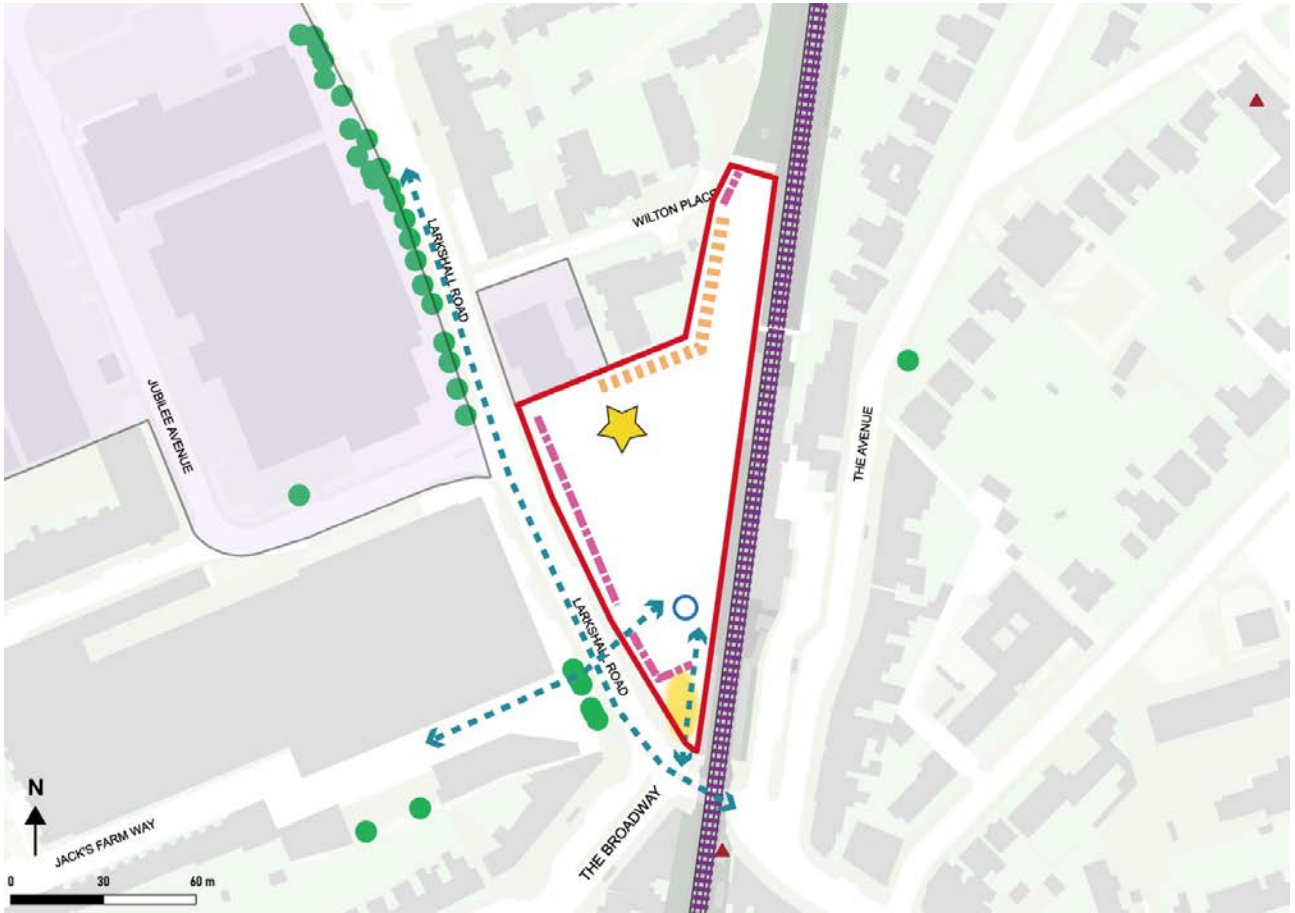 WILTON PLACE
LARKSHALL ROAD
JUBILEE AVENUE
THE AVENUE
LARKSHALL ROAD
N
THE BROADWAY
JACK'S FARM WAY
0 30 60 m